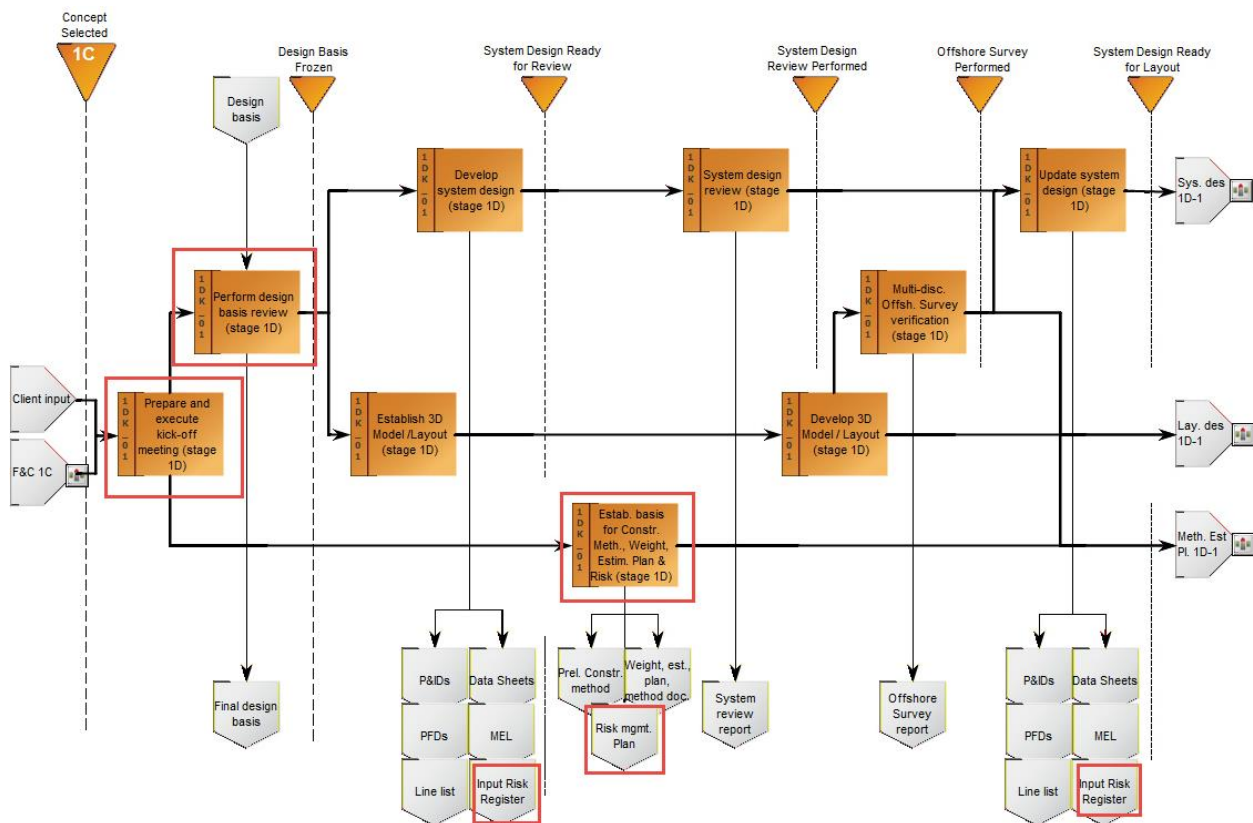 Concept
Selected
1C
Design Basis
Frozen
System Design Ready
for Review
System Design
Review Performed
Offshore Survey
Performed
System Design Ready
for Layout
Design
basis
1DK_01
Develop
system design
(stage 1D)
1DK_01
System design
review (stage
1D)
1DK_01
Update system
design (stage
1D)
Sys. des
1D-1
1DK_01
Perform design
basis review
(stage 1D)
1DK_01
Multi-disc.
Offsh. Survey
verification
(stage 1D)
Client input
F&C 1C
1DK_01
Prepare and
execute
kick-off
meeting (stage
1D)
1DK_01
Establish 3D
Model /Layout
(stage 1D)
1DK_01
Develop 3D
Model / Layout
(stage 1D)
Lay. des
1D-1
1DK_01
Estab. basis
for Constr.
Meth., Weight,
Estim. Plan &
Risk (stage 1D)
Meth. Est
Pl. 1D-1
Final design
basis
P&IDs
Data Sheets
PFDs
MEL
Line list
Input Risk
Register
Prel. Constr.
method
Weight, est.,
plan,
method doc.
Risk mgmt.
Plan
System
review
report
Offshore
Survey
report
P&IDs
Data Sheets
PFDs
MEL
Line list
Input Risk
Register